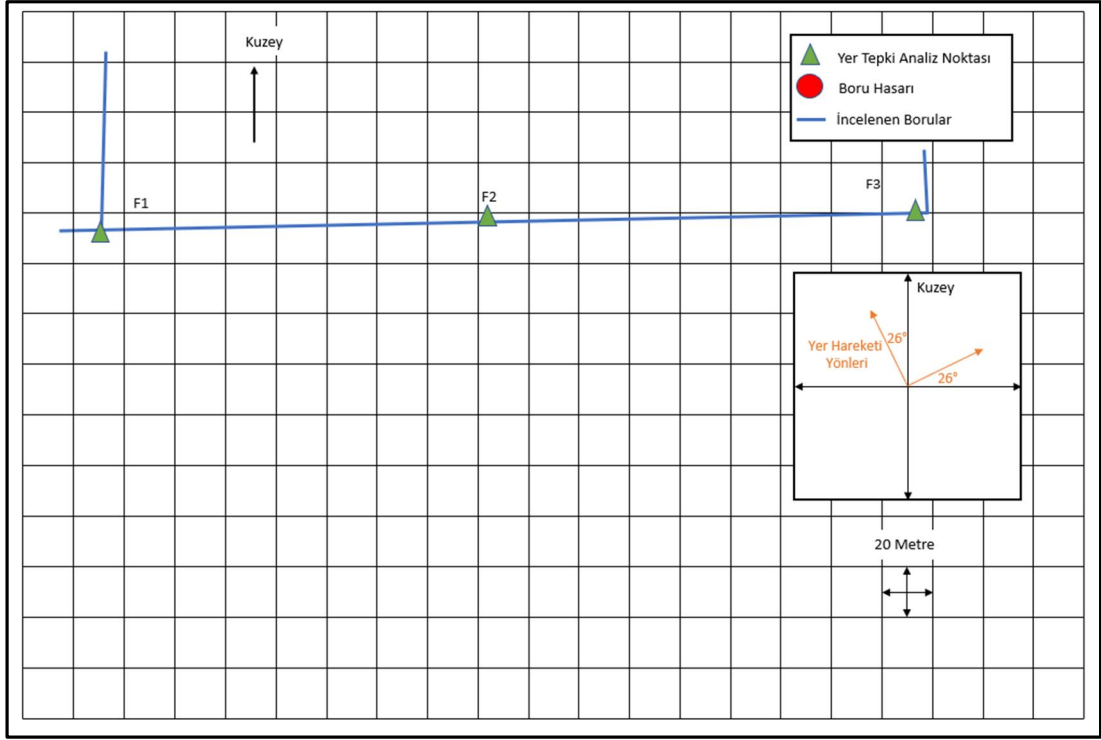 Kuzey
Yer Tepki Analiz Noktası
Boru Hasarı
İncelenen Borular
F1
F2
F3
Kuzey
Yer Hareketi
Yönleri
26°
26°
20 Metre